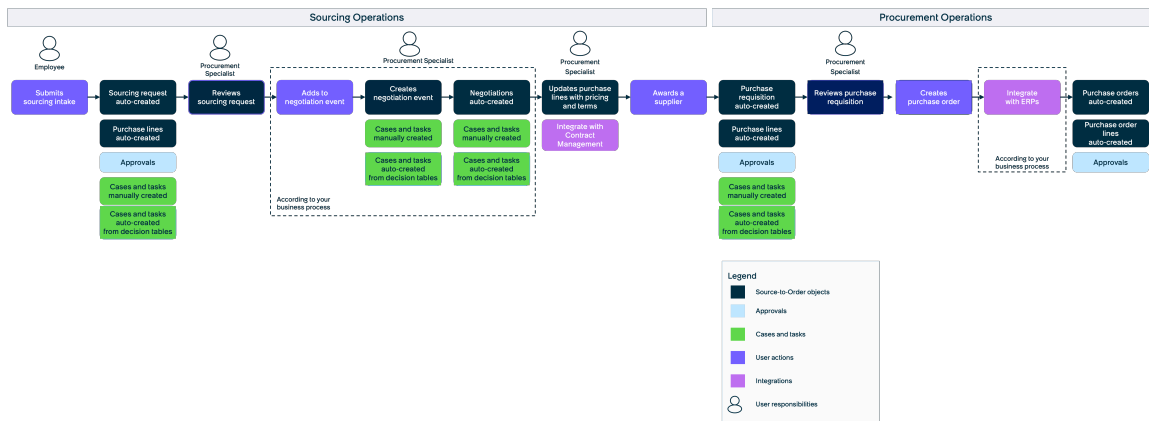 Sourcing Operations
Procurement Operations
Employee
Procurement
Specialist
Procurement Specialist
Procurement
Specialist
Procurement
Specialist
Submits
sourcing intake
Sourcing request
auto-created
Reviews
sourcing request
Adds to
negotiation event
Creates
negotiation event
Negotiations
auto-created
Updates purchase
lines with pricing
and terms
Awards a
supplier
Purchase
requisition
auto-created
Reviews purchase
requisition
Creates
purchase order
Integrate
with ERPs
Purchase orders
auto-created
Purchase lines
auto-created
Cases and tasks
manually created
Cases and tasks
manually created
Integrate with
Contract
Management
Purchase lines
auto-created
Purchase order
lines
auto-created
Approvals
Cases and tasks
auto-created
from decision tables
Cases and tasks
auto-created
from decision tables
Approvals
According to your
business process
Approvals
Cases and tasks
manually created
According to your
business process
Cases and tasks
manually created
Cases and tasks
auto-created
from decision tables
Cases and tasks
auto-created
from decision tables
Legend
Source-to-Order objects
Approvals
Cases and tasks
User actions
Integrations
User responsibilities